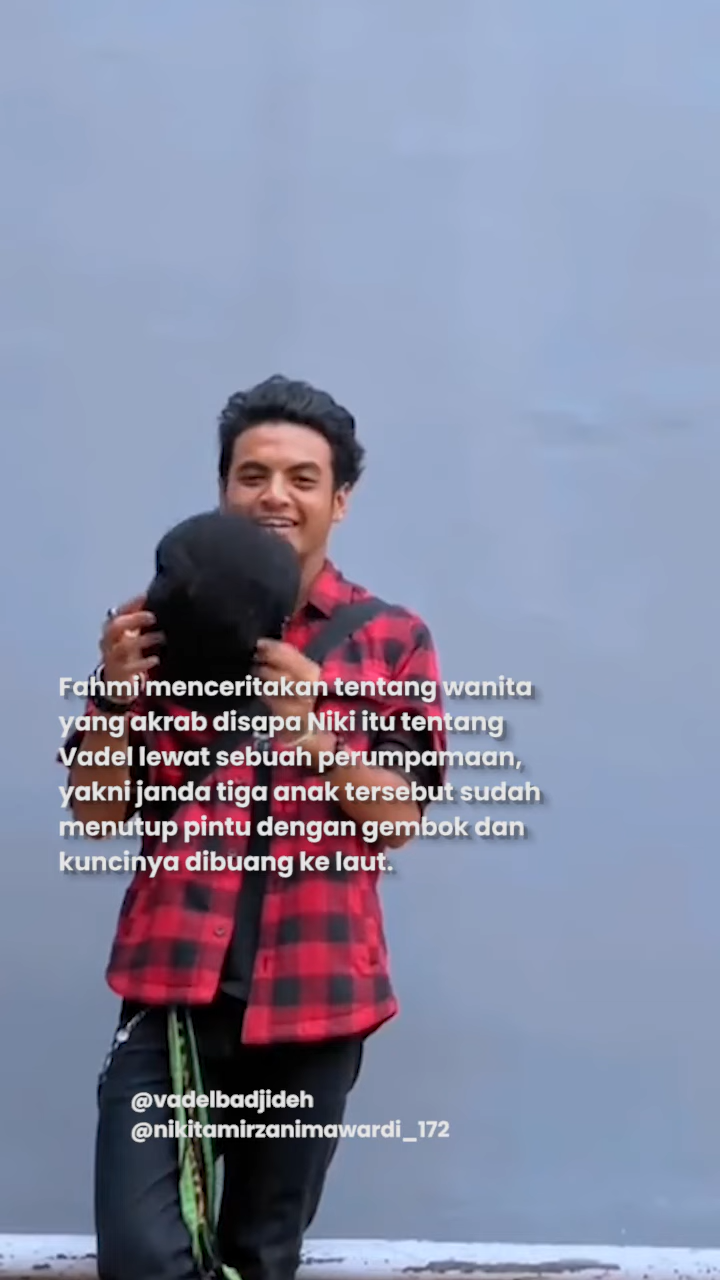 Fahmi menceritakan tentang wanita
yang akrab disapa Niki itu tentang
Vadel lewat sebuah perumpamaan,
yakni janda tiga anak tersebut sudah
menutup pintu dengan gembok dan
kuncinya dibuang ke laut.
@vadelbadjideh
@nikitamirzanimawardi_172